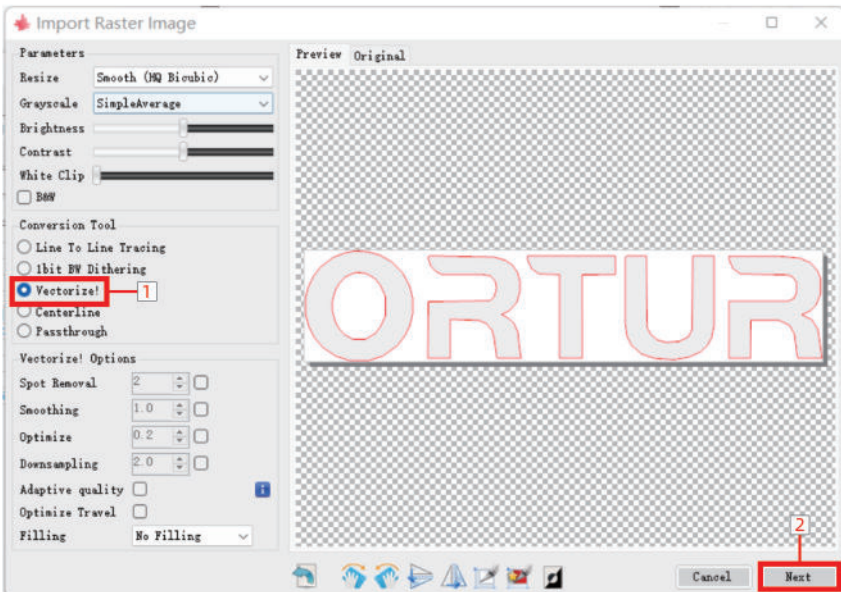 Import Raster Image
Parameters
Resize Smooth (HQ Bicubic)
Grayscale SimpleAverage
Brightness
Contrast
White Clip
B&W
Conversion Tool
Line To Line Tracing
1bit BW Dithering
Vectorize! 1
Centerline
Passthrough
Vectorize! Options
Spot Removal 2
Smoothing 1.0
Optimize 0.2
Downsampling 2.0
Adaptive quality
Optimize Travel
Filling No Filling
Preview Original
ORTUR
2
Cancel Next